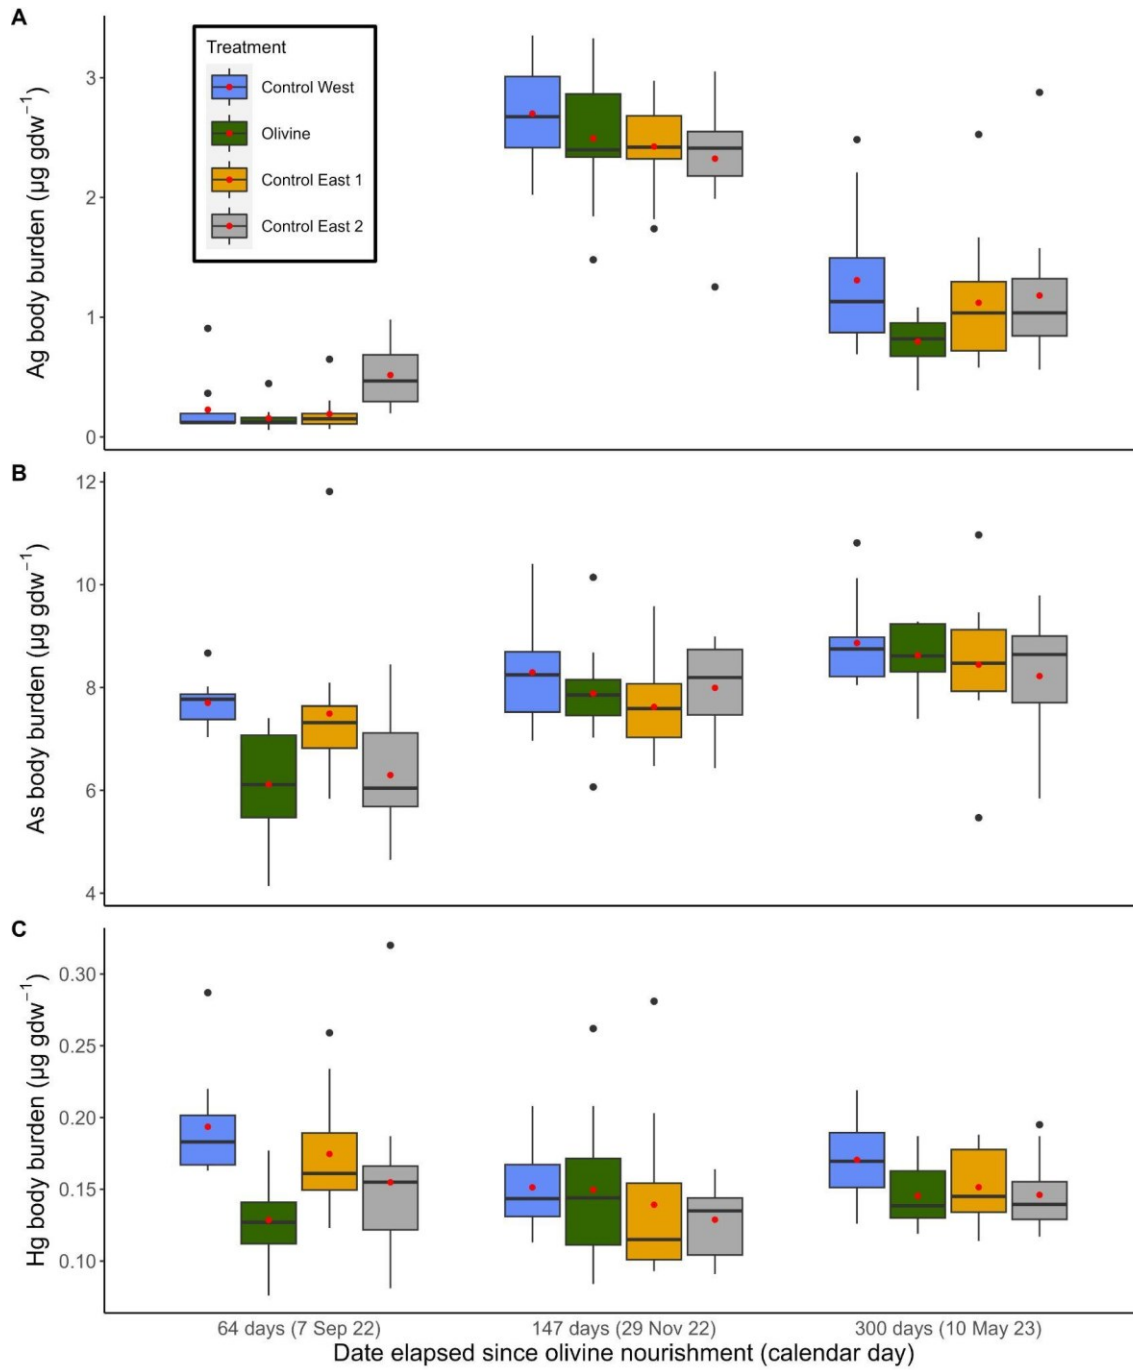 A
Ag body burden (µg gdw⁻¹)
3
2
1
0
Treatment
Control West
Olivine
Control East 1
Control East 2
B
As body burden (µg gdw⁻¹)
12
10
8
6
4
C
Hg body burden (µg gdw⁻¹)
0.30
0.25
0.20
0.15
0.10
64 days (7 Sep 22) 147 days (29 Nov 22) 300 days (10 May 23)
Date elapsed since olivine nourishment (calendar day)